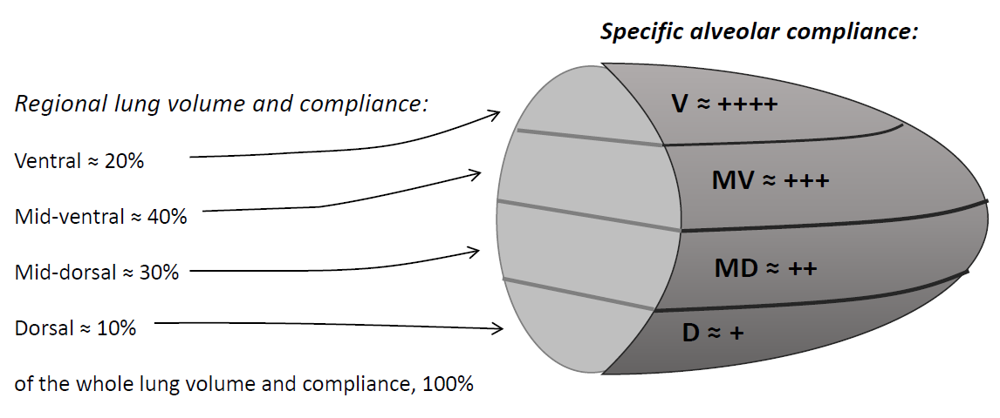 Specific alveolar compliance:
Regional lung volume and compliance:
Ventral ≈ 20%
Mid-ventral ≈ 40%
Mid-dorsal ≈ 30%
Dorsal ≈ 10%
of the whole lung volume and compliance, 100%
V ≈ ++++
MV ≈ +++
MD ≈ ++
D ≈ +